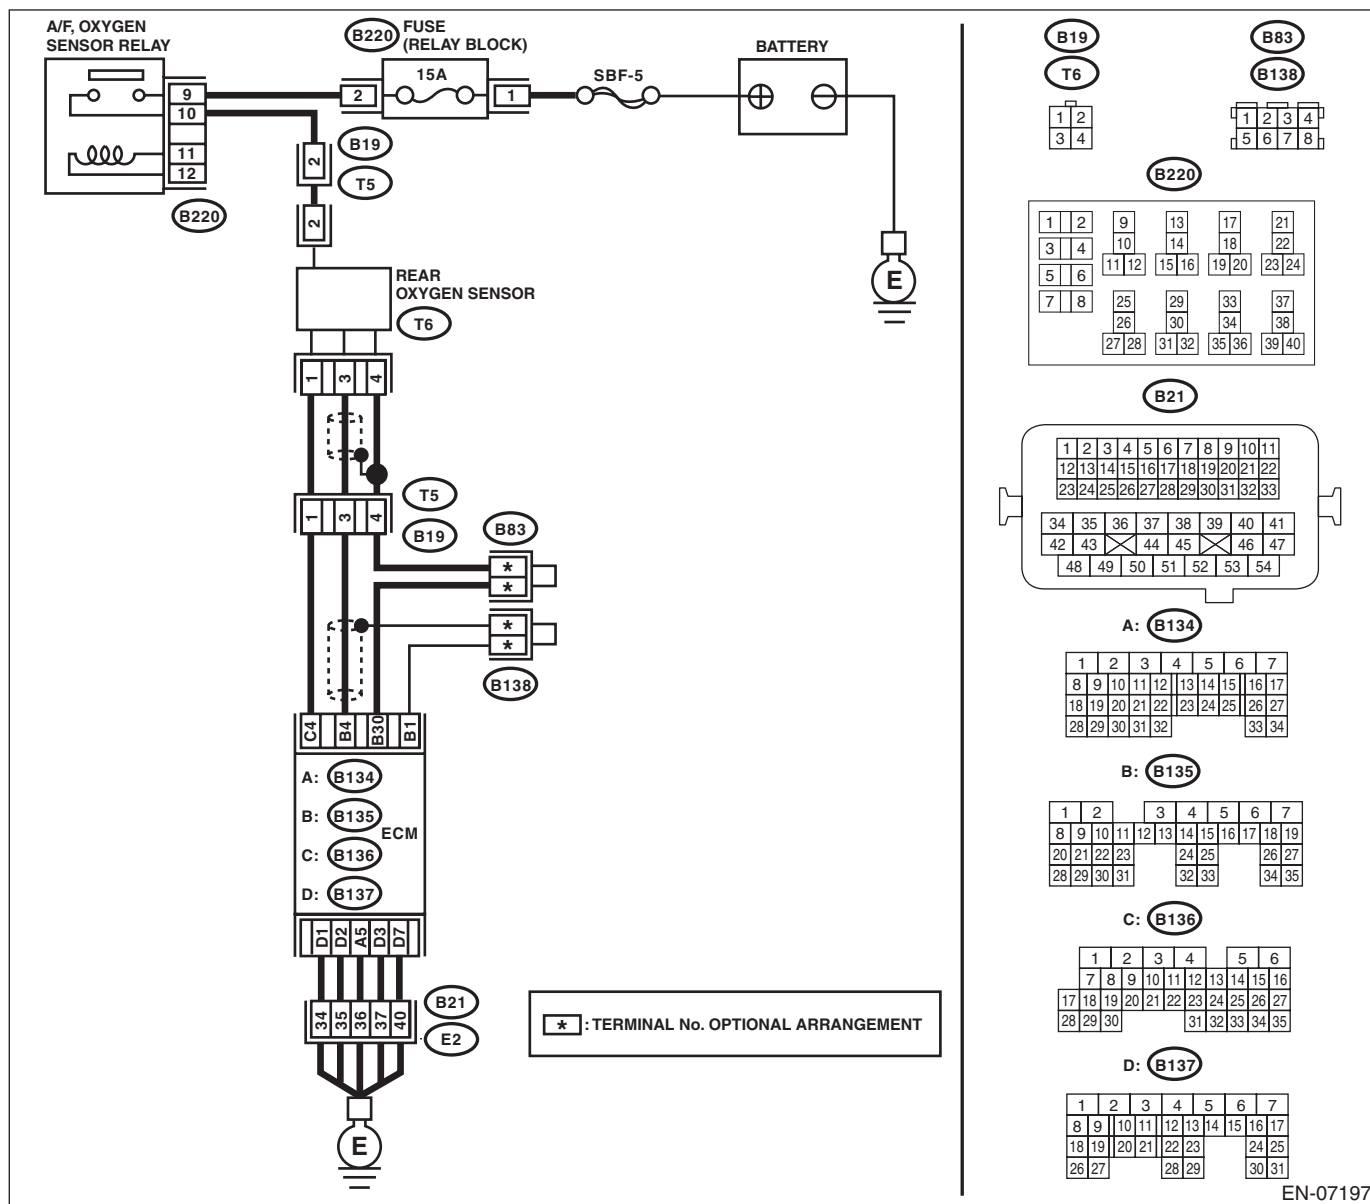 A/F, OXYGEN
SENSOR RELAY
B220
FUSE
(RELAY BLOCK)
15A
SBF-5
BATTERY
9
10
11
12
2
1
B220
2
B19
T5
2
E
REAR
OXYGEN SENSOR
T6
1 3 4
T5
B19
1 3 4
B83
*
*
*
*
B138
C4 B4 B30 B1
A: B134
B: B135
C: B136
D: B137
ECM
D1 D2 A5 D3 D7
34 35 36 37 40
B21
E2
E
* : TERMINAL No. OPTIONAL ARRANGEMENT
B19
T6
1 2
3 4
B83
B138
1 2 3 4
5 6 7 8
B220
1 2 9 13 17 21
3 4 10 14 18 22
5 6 11 12 15 16 19 20 23 24
7 8 25 29 33 37
26 30 34 38
27 28 31 32 35 36 39 40
B21
1 2 3 4 5 6 7 8 9 10 11
12 13 14 15 16 17 18 19 20 21 22
23 24 25 26 27 28 29 30 31 32 33
34 35 36 37 38 39 40 41
42 43 44 45 46 47
48 49 50 51 52 53 54
A: B134
1 2 3 4 5 6 7
8 9 10 11 12 13 14 15 16 17
18 19 20 21 22 23 24 25 26 27
28 29 30 31 32 33 34
B: B135
1 2 3 4 5 6 7
8 9 10 11 12 13 14 15 16 17 18 19
20 21 22 23 24 25 26 27
28 29 30 31 32 33 34 35
C: B136
1 2 3 4 5 6
7 8 9 10 11 12 13 14 15 16
17 18 19 20 21 22 23 24 25 26 27
28 29 30 31 32 33 34 35
D: B137
1 2 3 4 5 6 7
8 9 10 11 12 13 14 15 16 17
18 19 20 21 22 23 24 25
26 27 28 29 30 31
EN-07197